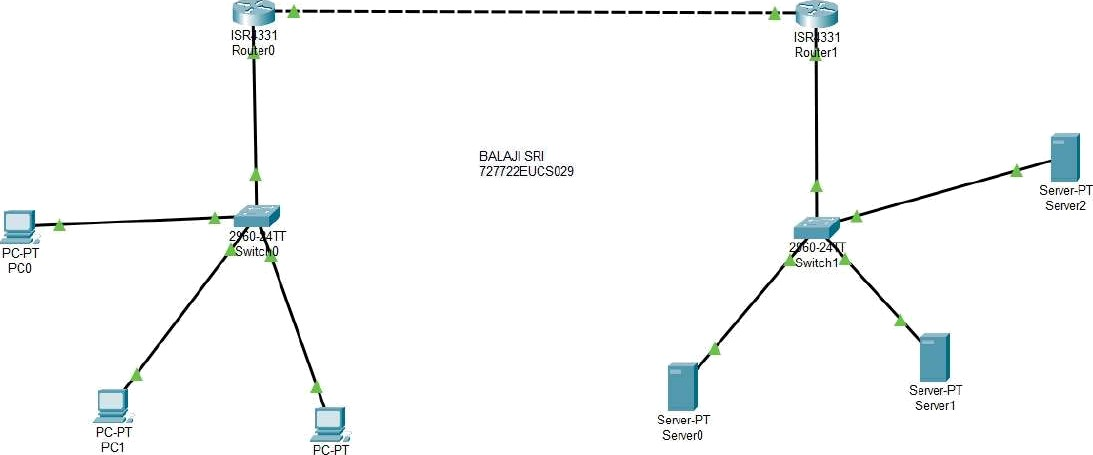 ISR4331
Router0
ISR4331
Router1
BALAJI SRI
727722EUCS029
Server-PT
Server2
2960-24TT
Switch0
2960-24TT
Switch1
PC-PT
PC0
Server-PT
Server1
PC-PT
PC1
Server-PT
Server0
PC-PT